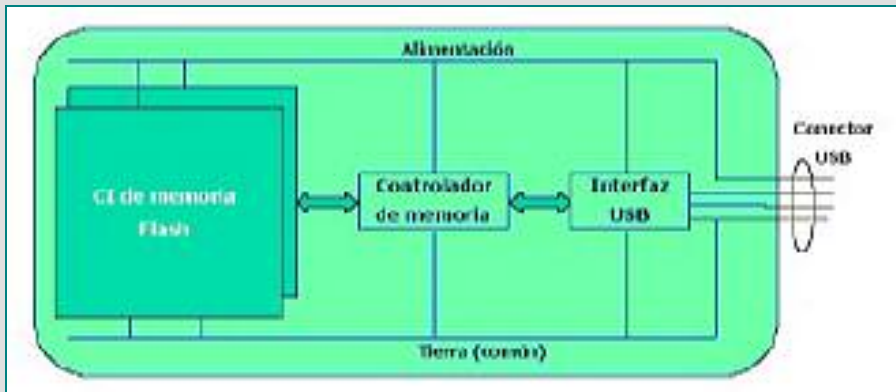 Alimentación
Conector
USB
CI de memoria
Flash
Controlador
de memoria
Interfaz
USB
Tierra (común)